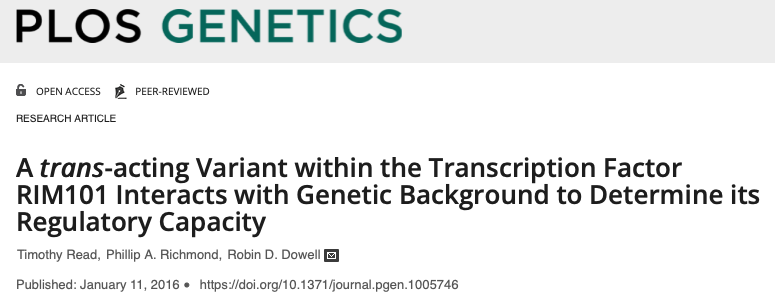 PLOS GENETICS
OPEN ACCESS PEER-REVIEWED
RESEARCH ARTICLE
A trans-acting Variant within the Transcription Factor
RIM101 Interacts with Genetic Background to Determine its
Regulatory Capacity
Timothy Read, Phillip A. Richmond, Robin D. Dowell
Published: January 11, 2016 • https://doi.org/10.1371/journal.pgen.1005746